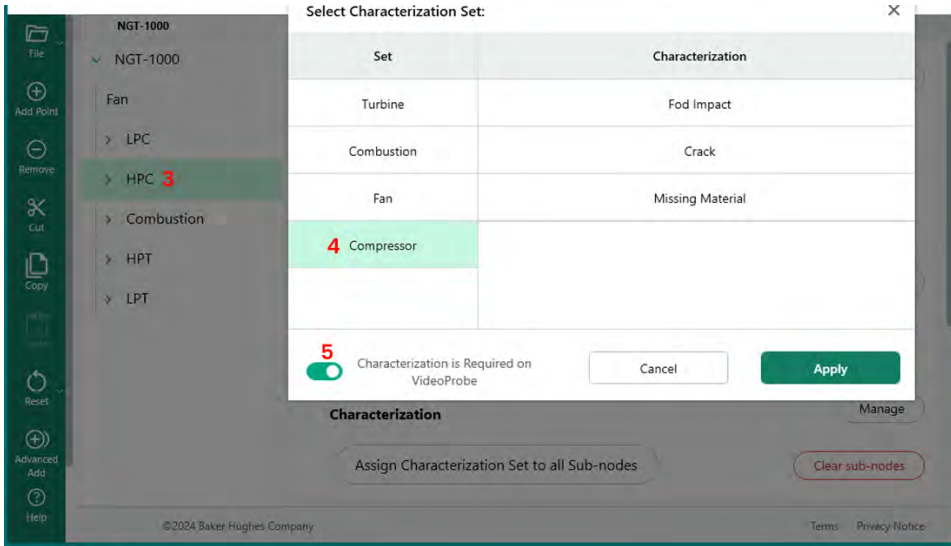 File
Add Point
Remove
Cut
Copy
Reset
Advanced
Add
Help
NGT-1000
NGT-1000
Fan
LPC
HPC 3
Combustion
HPT
LPT
Select Characterization Set:
Set Characterization
Turbine Fod Impact
Combustion Crack
Fan Missing Material
4 Compressor
5
Characterization is Required on
VideoProbe
Cancel
Apply
Characterization
Manage
Assign Characterization Set to all Sub-nodes
Clear sub-nodes
©2024 Baker Hughes Company
Terms Privacy Notice